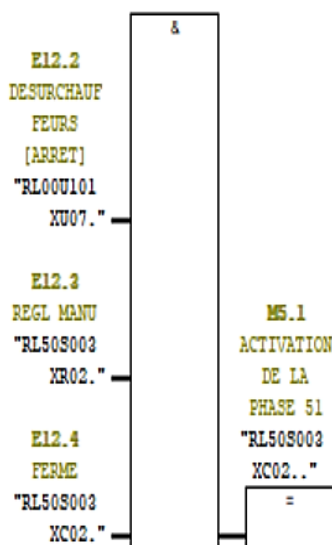 &
E12.2
DESURCHAUF
FEURS
[ARRET]
"RL00U101
XU07."
E12.3
REGL MANU
"RL50S003
XR02."
E12.4
FERME
"RL50S003
XC02."
M5.1
ACTIVATION
DE LA
PHASE 51
"RL50S003
XC02.."
=